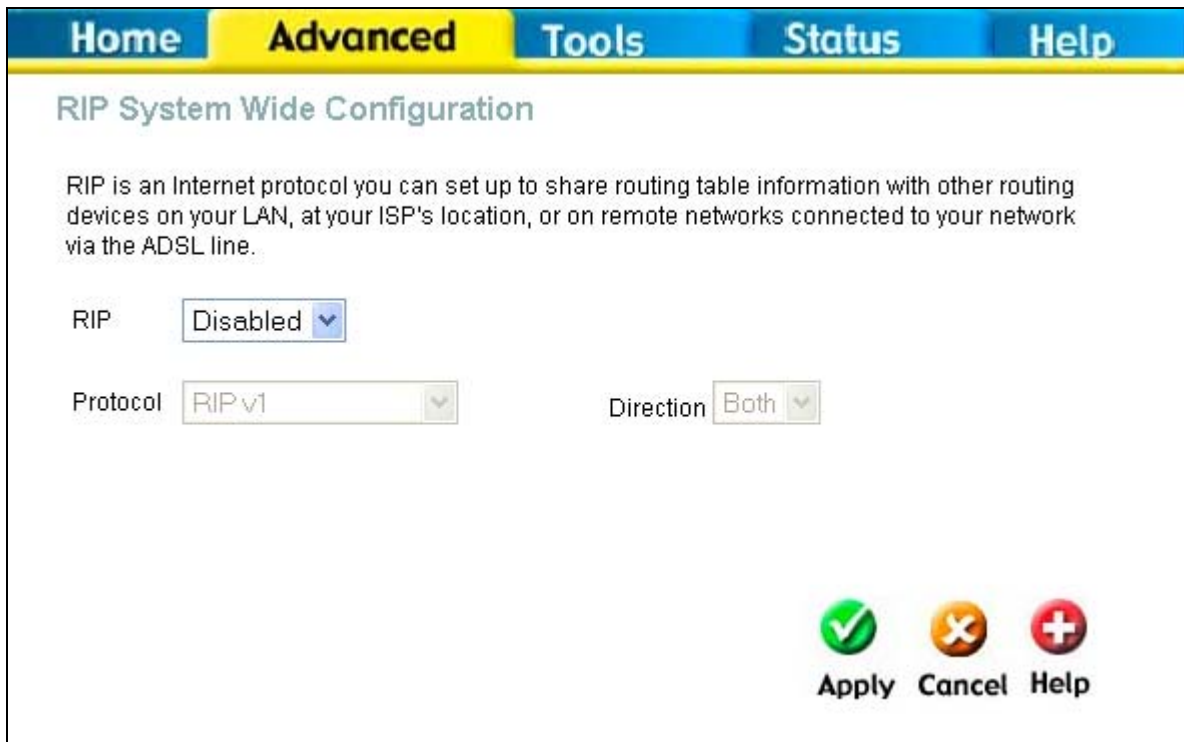 Home Advanced Tools Status Help
RIP System Wide Configuration
RIP is an Internet protocol you can set up to share routing table information with other routing
devices on your LAN, at your ISP's location, or on remote networks connected to your network
via the ADSL line.
RIP Disabled
Protocol RIP v1 Direction Both
Apply Cancel Help